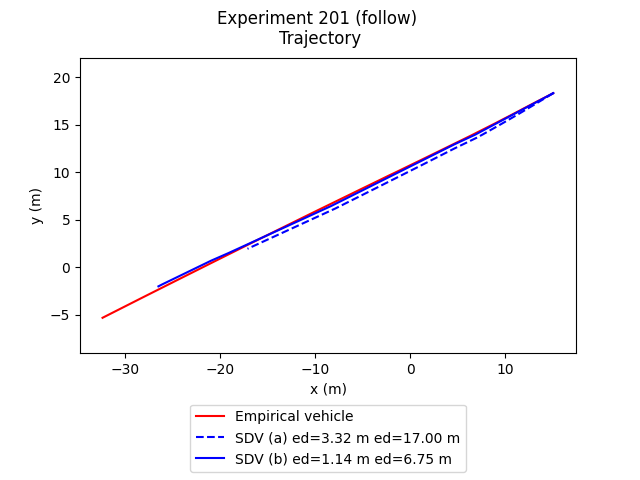 Experiment 201 (follow)
Trajectory
20
15
10
5
0
−5
y (m)
−30
−20
−10
0
10
x (m)
Empirical vehicle
SDV (a) ed=3.32 m ed=17.00 m
SDV (b) ed=1.14 m ed=6.75 m